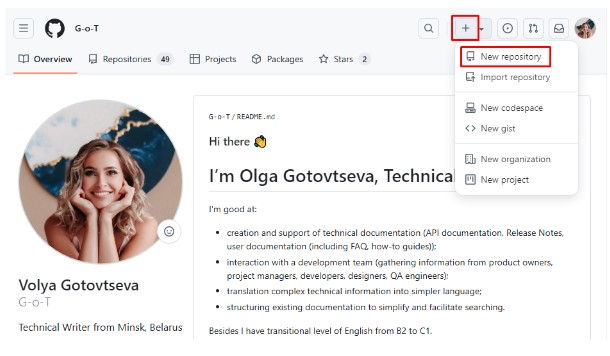 G-o-T
Overview
Repositories 49
Projects
Packages
Stars 2
New repository
Import repository
New codespace
New gist
New organization
New project
G-o-T / README.md
Hi there 👋
I'm Olga Gotovtseva, Technical
I'm good at:
• creation and support of technical documentation (API documentation, Release Notes,
user documentation (including FAQ, how-to guides));
• interaction with a development team (gathering information from product owners,
project managers, developers, designers, QA engineers);
• translation complex technical information into simpler language;
• structuring existing documentation to simplify and facilitate searching.
Besides I have transitional level of English from B2 to C1.
Volya Gotovtseva
G-o-T
Technical Writer from Minsk, Belarus